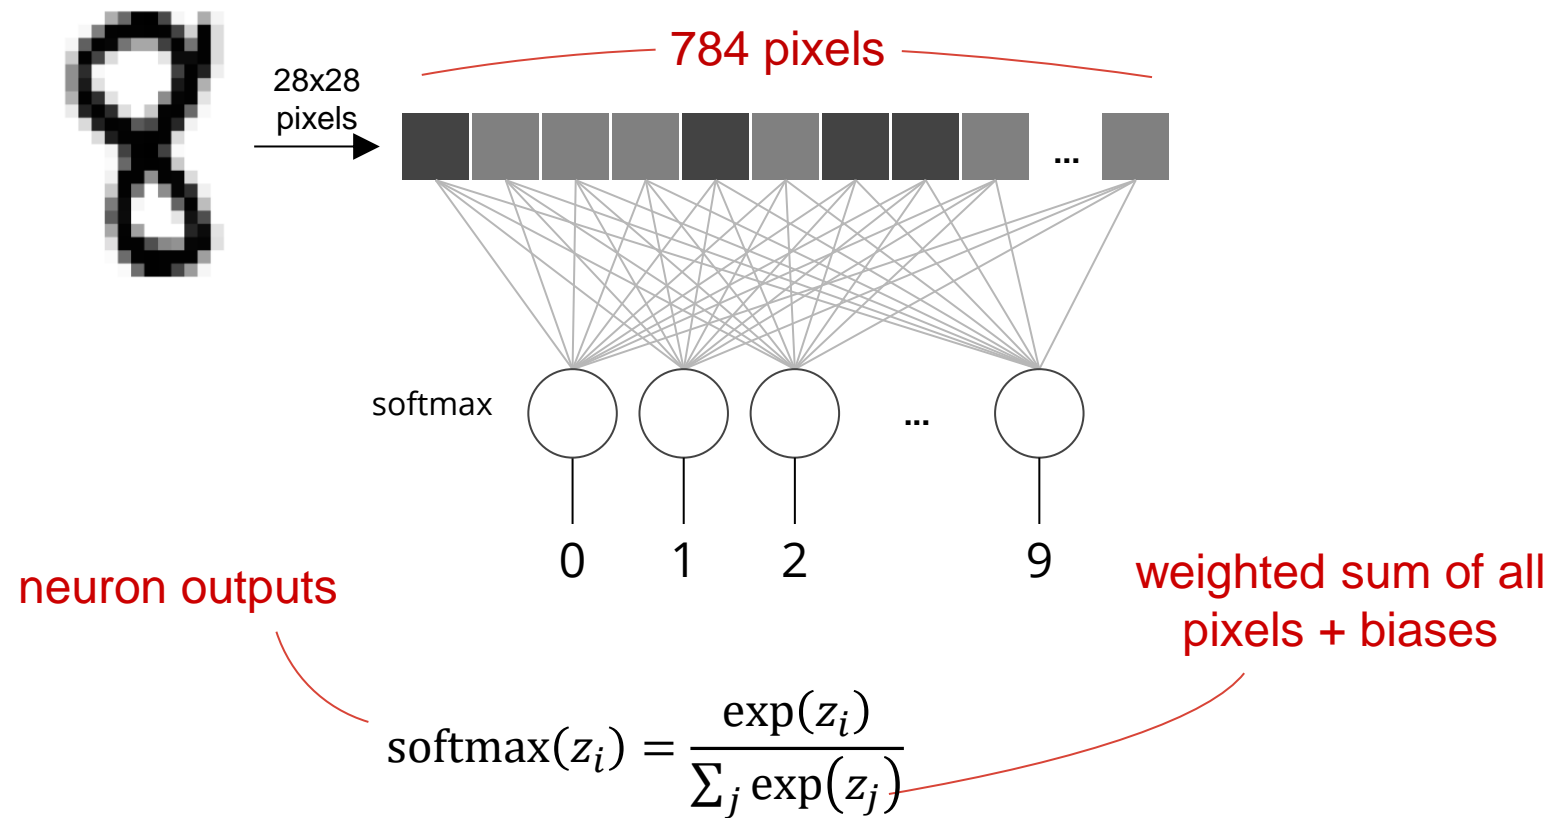 784 pixels
28x28
pixels
...
softmax
...
0 1 2 9
neuron outputs
weighted sum of all
pixels + biases
softmax(z_i) = exp(z_i) / ∑_j exp(z_j)